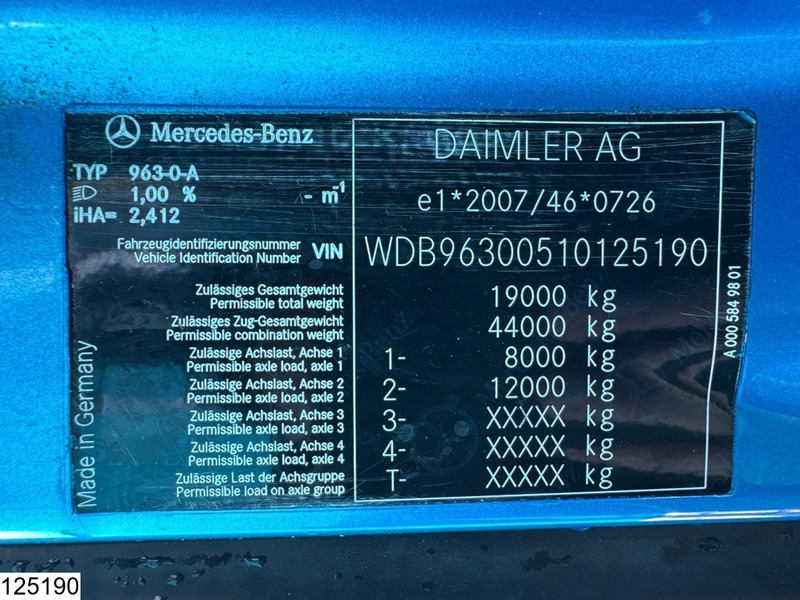 Mercedes-Benz
DAIMLER AG
TYP 963-0-A
1,00 % - m-1
iHA= 2,412
e1*2007/46*0726
Fahrzeugidentifizierungsnummer
Vehicle Identification Number VIN WDB96300510125190
Zulässiges Gesamtgewicht
Permissible total weight 19000 kg
Zulässiges Zug-Gesamtgewicht
Permissible combination weight 44000 kg
Zulässige Achslast, Achse 1
Permissible axle load, axle 1 1- 8000 kg
Zulässige Achslast, Achse 2
Permissible axle load, axle 2 2- 12000 kg
Zulässige Achslast, Achse 3
Permissible axle load, axle 3 3- XXXXX kg
Zulässige Achslast, Achse 4
Permissible axle load, axle 4 4- XXXXX kg
Zulässige Last der Achsgruppe
Permissible load on axle group T- XXXXX kg
Made in Germany
A 000 584 98 01
125190